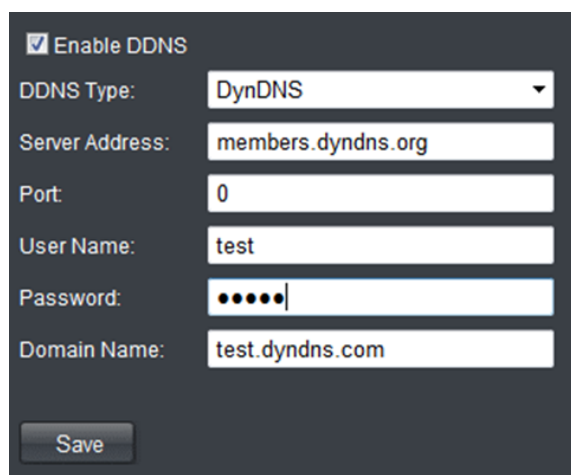 Enable DDNS
DDNS Type: DynDNS
Server Address: members.dyndns.org
Port: 0
User Name: test
Password: •••••
Domain Name: test.dyndns.com
Save